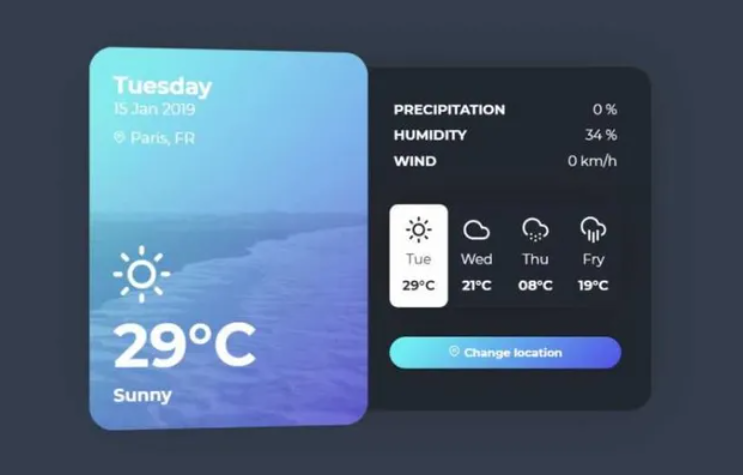 Tuesday
15 Jan 2019
Paris, FR
29°C
Sunny
PRECIPITATION 0 %
HUMIDITY 34 %
WIND 0 km/h
Tue Wed Thu Fry
29°C 21°C 08°C 19°C
Change location